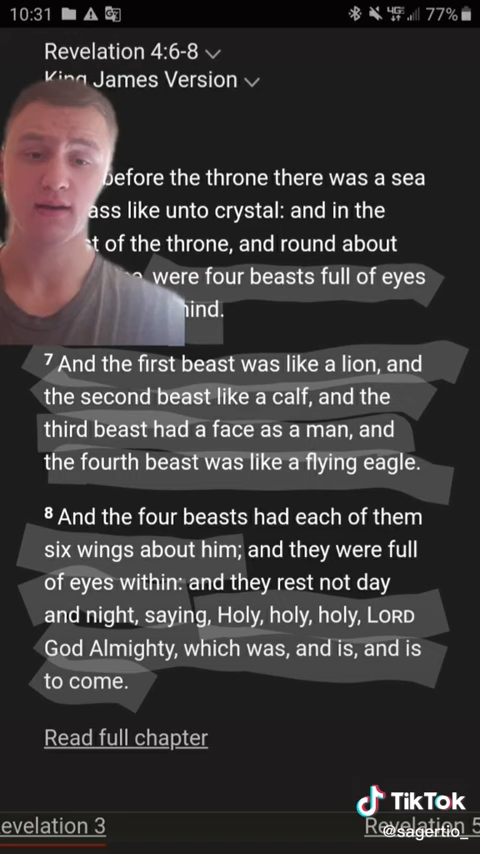 10:31 4G 77%
Revelation 4:6-8
King James Version
before the throne there was a sea
ass like unto crystal: and in the
st of the throne, and round about
were four beasts full of eyes
hind.
7 And the first beast was like a lion, and
the second beast like a calf, and the
third beast had a face as a man, and
the fourth beast was like a flying eagle.
8 And the four beasts had each of them
six wings about him; and they were full
of eyes within: and they rest not day
and night, saying, Holy, holy, holy, LORD
God Almighty, which was, and is, and is
to come.
Read full chapter
TikTok
evelation 3 Revelation 5
@sagertio_